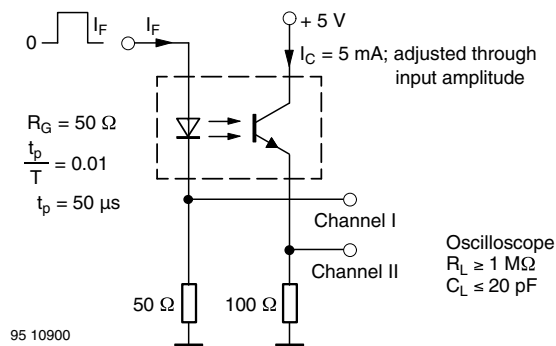 0
I_F
I_F
+ 5 V
I_C = 5 mA; adjusted through
input amplitude
R_G = 50 Ω
t_p
T
= 0.01
t_p = 50 µs
Channel I
Channel II
Oscilloscope
R_L ≥ 1 MΩ
C_L ≤ 20 pF
50 Ω
100 Ω
95 10900